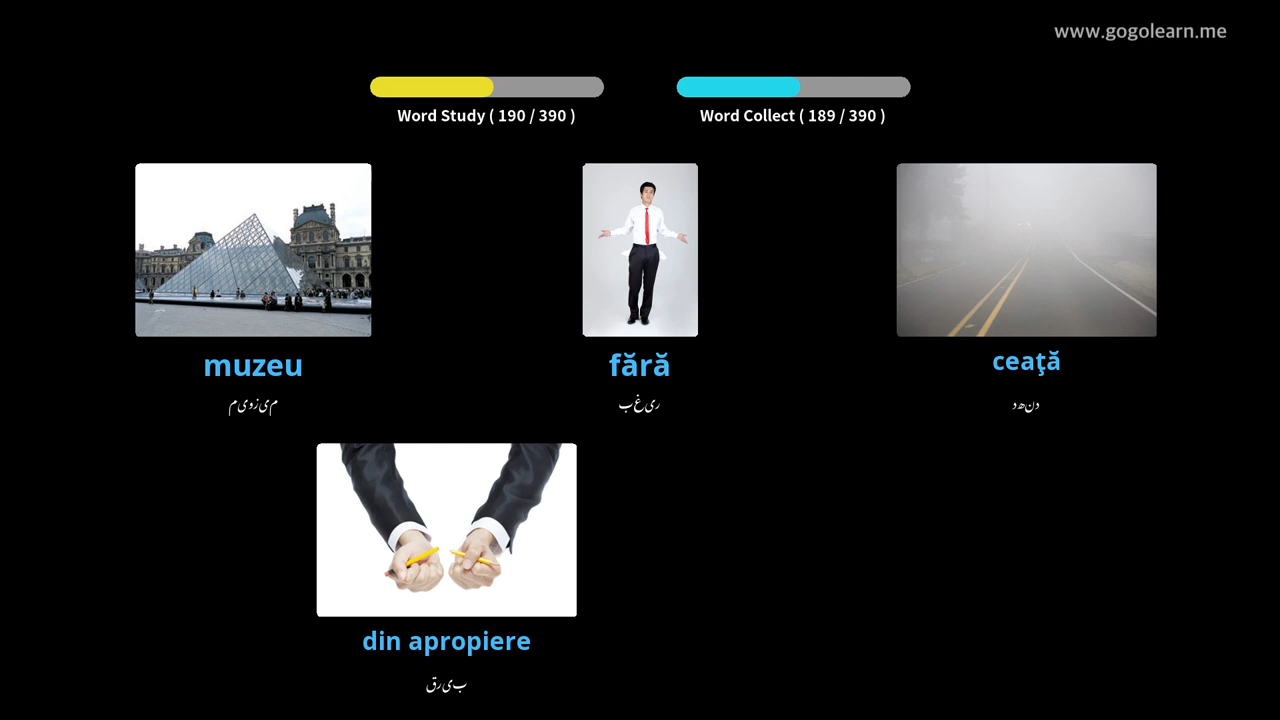 www.gogolearn.me
Word Study ( 190 / 390 )
Word Collect ( 189 / 390 )
muzeu
fără
ceaţă
میوزیم
بغیر
دھند
din apropiere
قریب